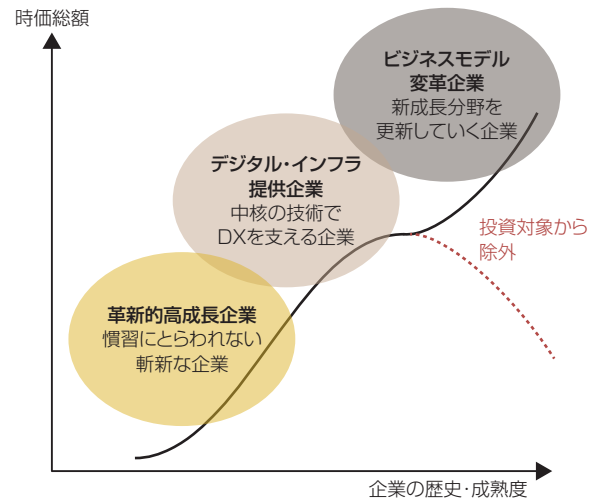 時価総額
ビジネスモデル
変革企業
新成長分野を
更新していく企業
デジタル・インフラ
提供企業
中核の技術で
DXを支える企業
投資対象から
除外
革新的高成長企業
慣習にとらわれない
斬新な企業
企業の歴史・成熟度